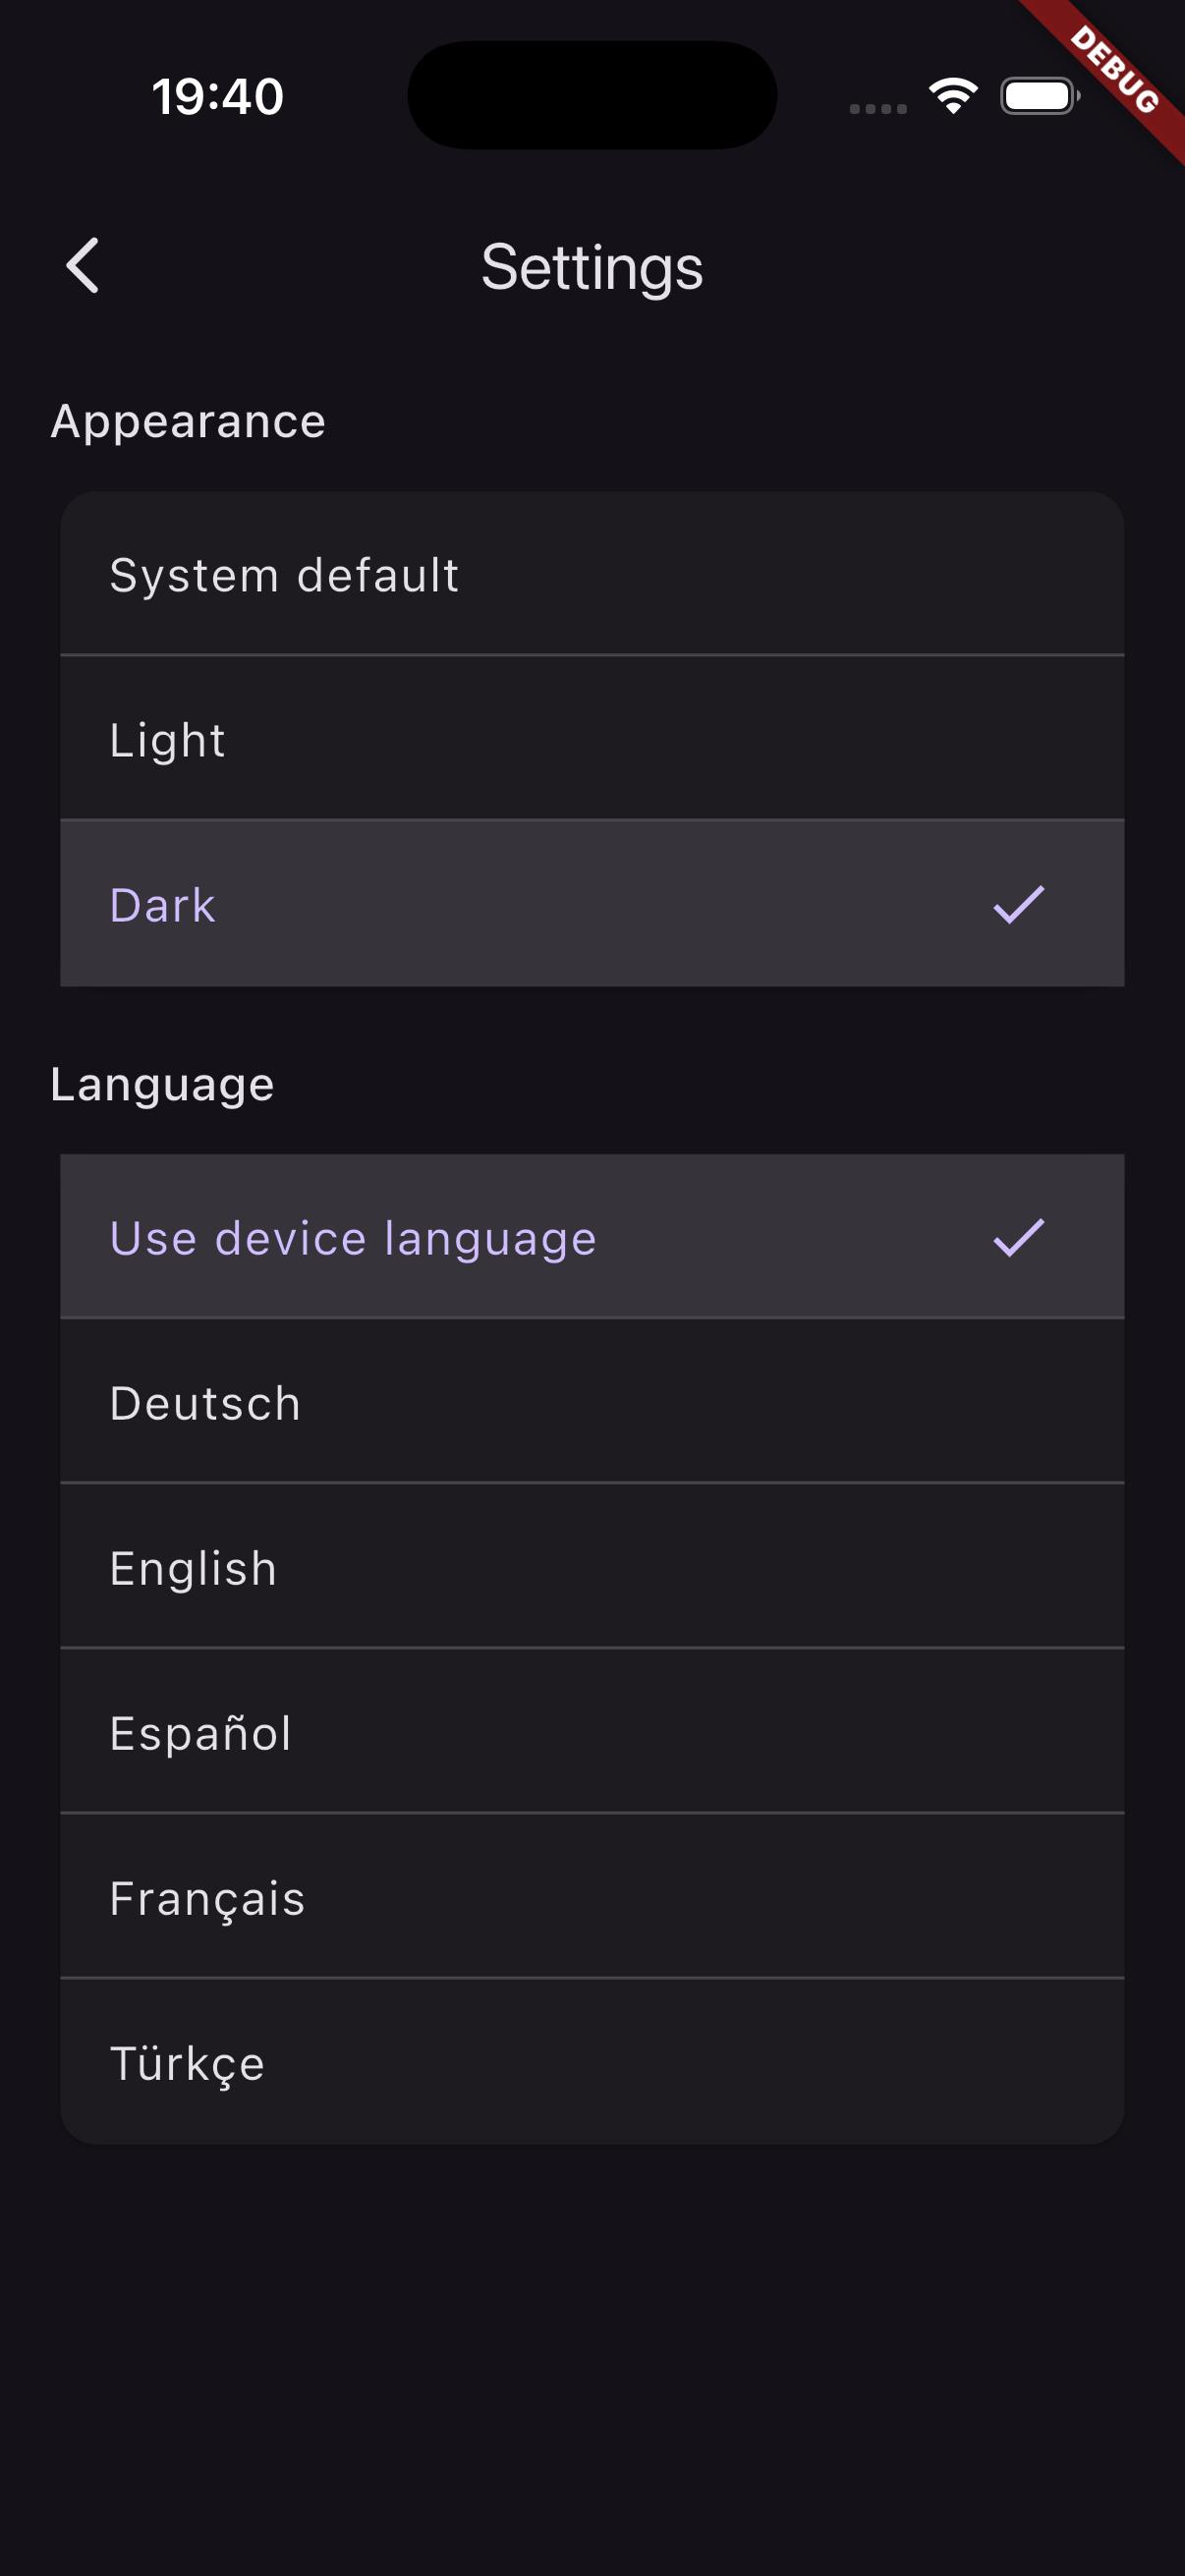 19:40
DEBUG
Settings
Appearance
System default
Light
Dark
Language
Use device language
Deutsch
English
Español
Français
Türkçe